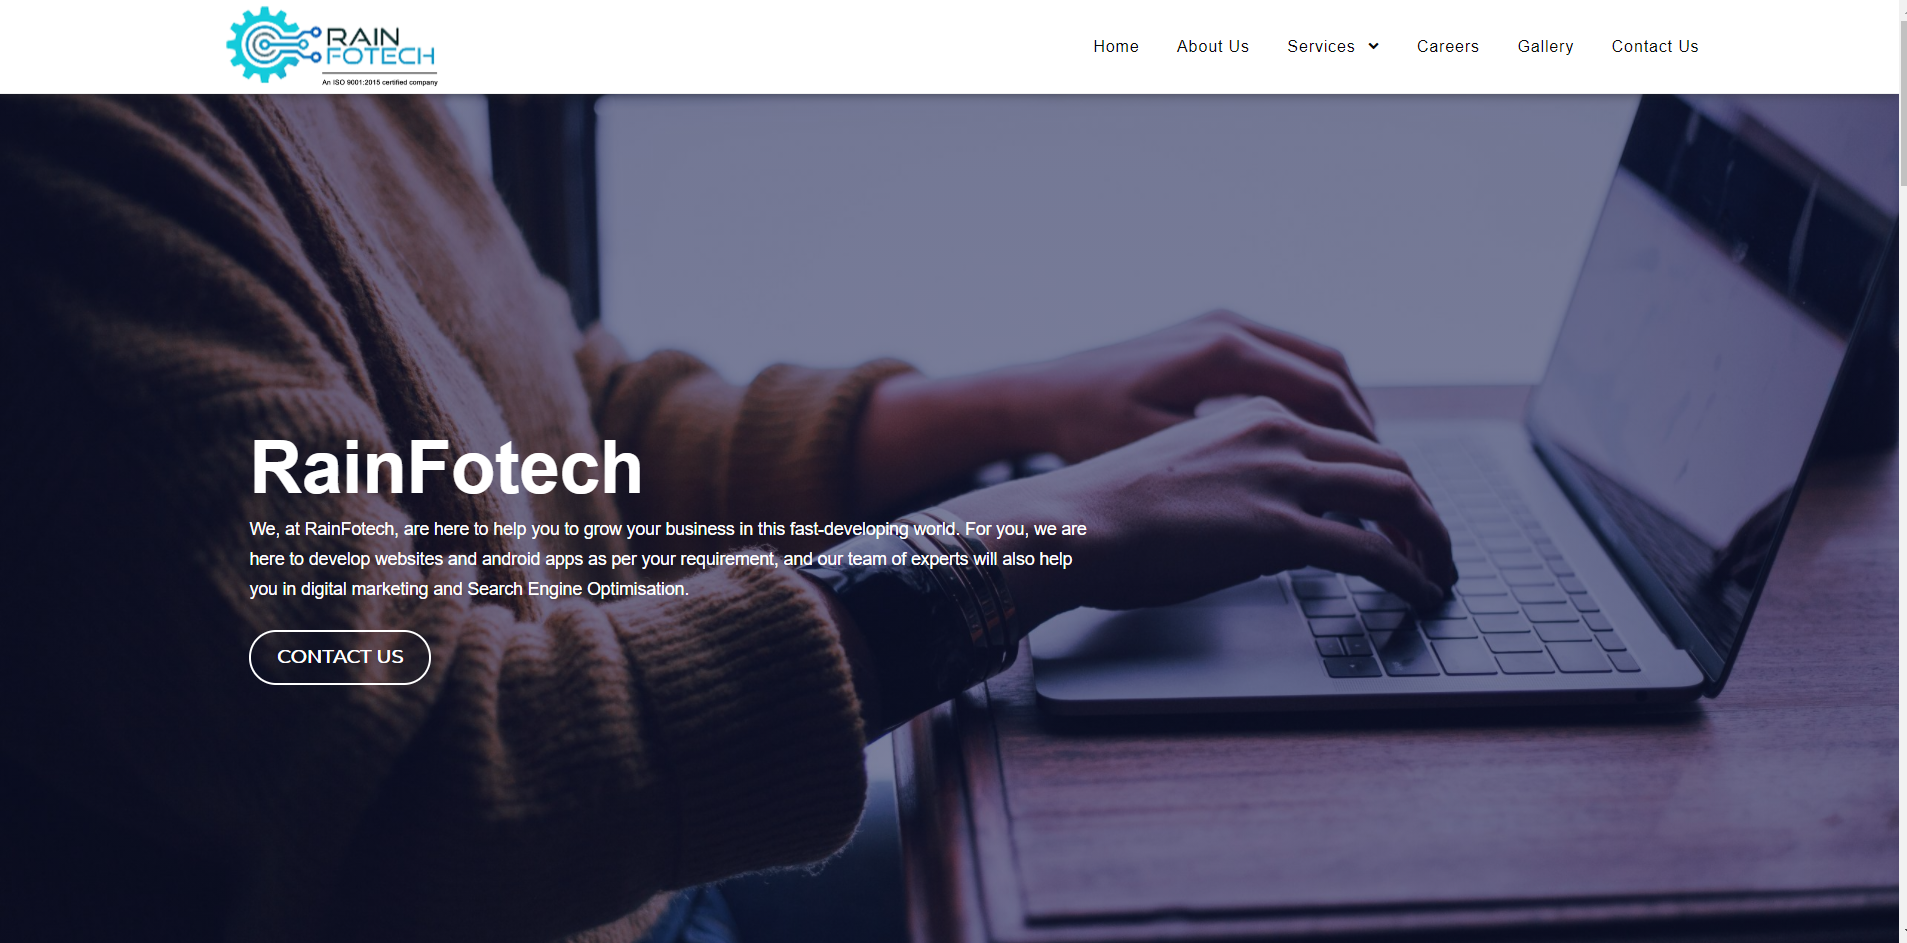 RAIN
FOTECH
An ISO 9001:2015 certified company
Home About Us Services Careers Gallery Contact Us
RainFotech
We, at RainFotech, are here to help you to grow your business in this fast-developing world. For you, we are
here to develop websites and android apps as per your requirement, and our team of experts will also help
you in digital marketing and Search Engine Optimisation.
CONTACT US